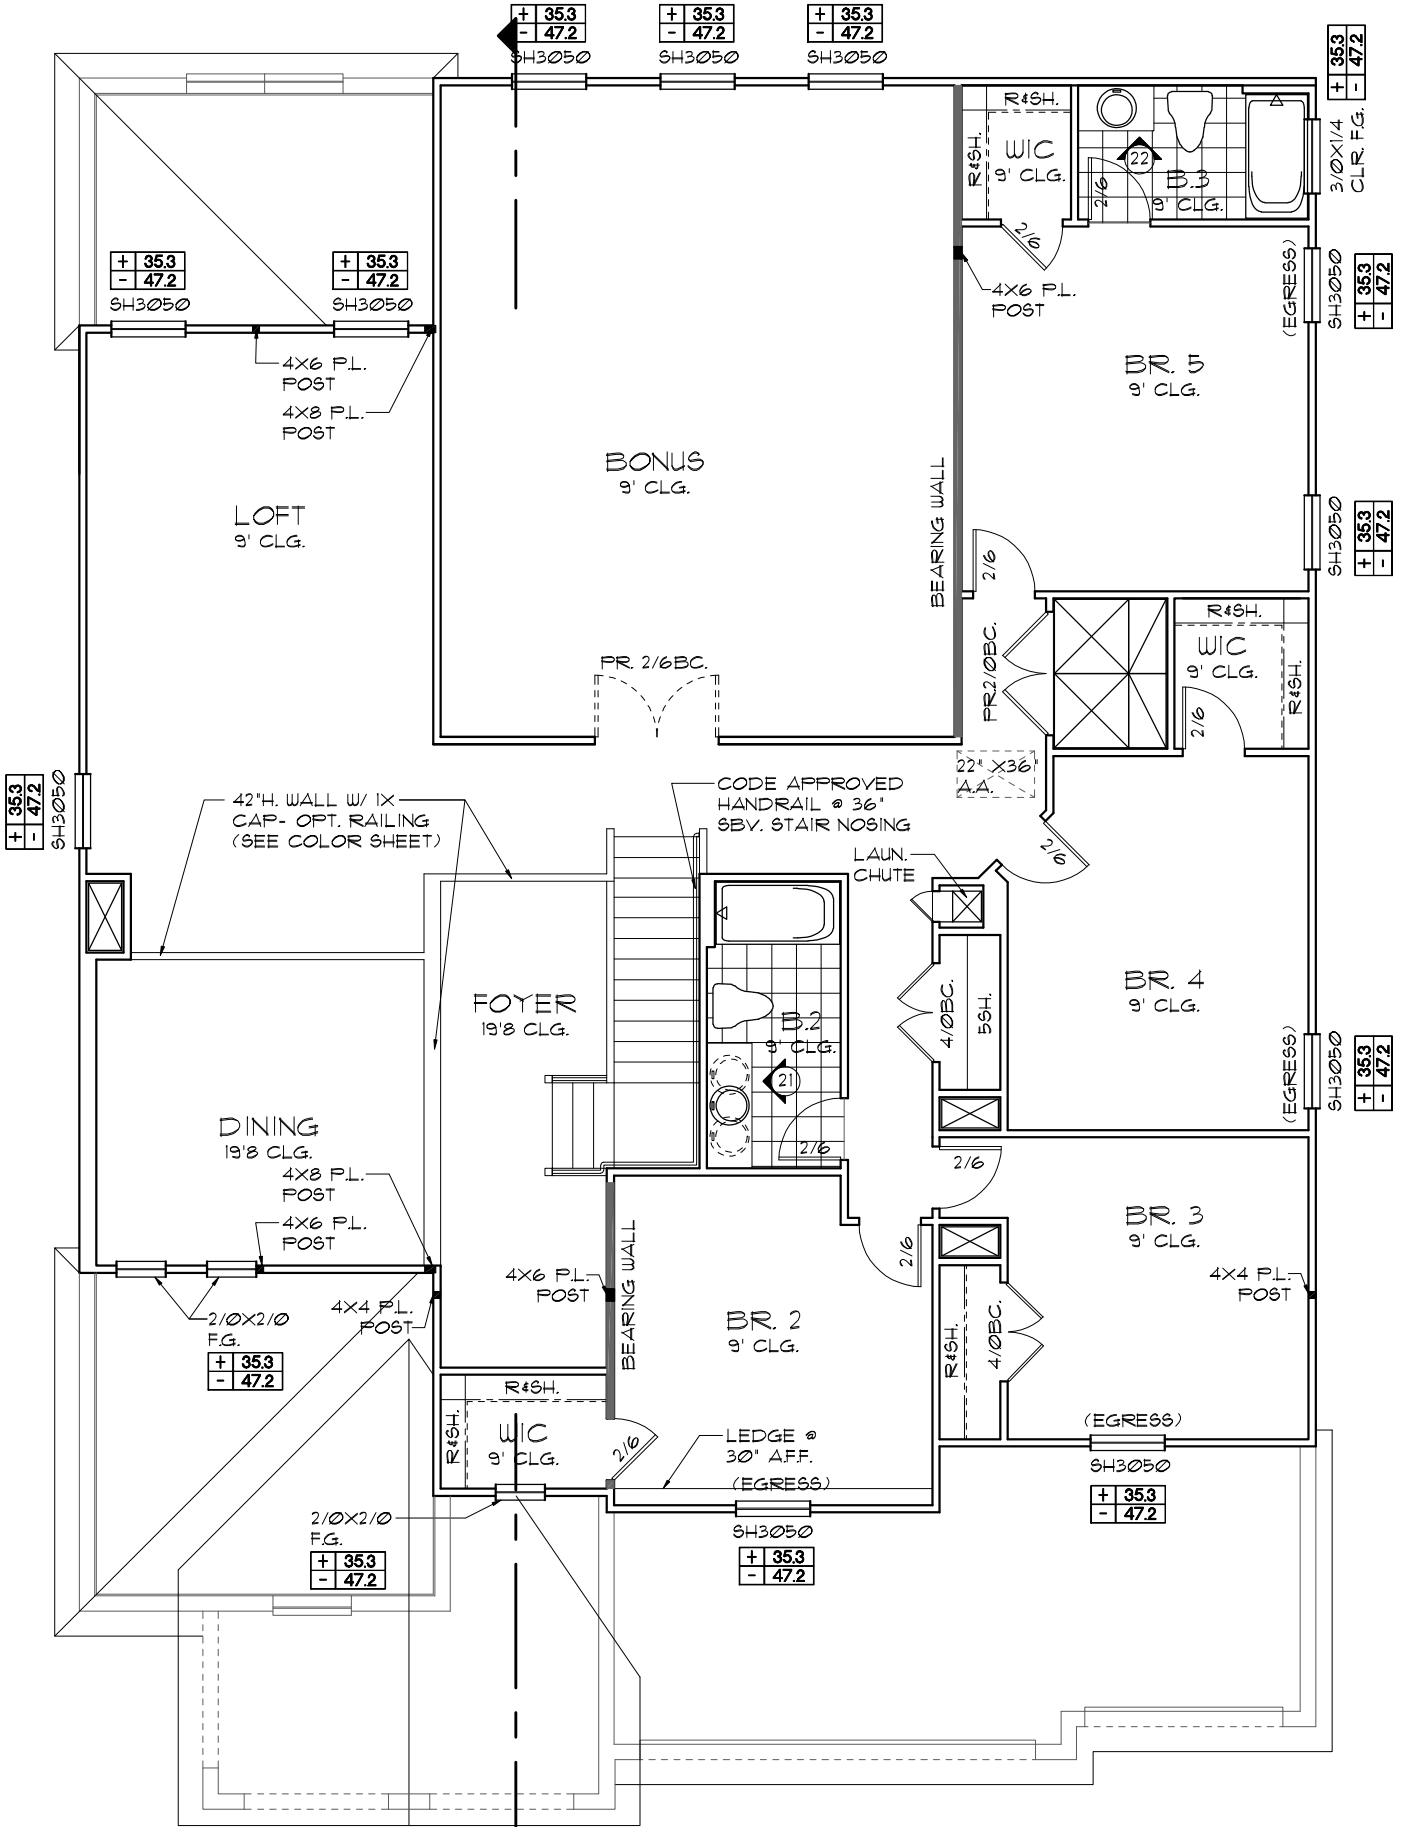 + 35.3
- 47.2
SH3050
+ 35.3
- 47.2
SH3050
+ 35.3
- 47.2
SH3050
+ 35.3
- 47.2
3/0X1/4
CLR. F.G.
R&SH.
R&SH.
WIC
9' CLG.
2/6
22
2/6
B.3
9' CLG.
+ 35.3
- 47.2
SH3050
+ 35.3
- 47.2
SH3050
4X6 P.L.
POST
(EGRESS)
SH3050
+ 35.3
- 47.2
4X6 P.L.
POST
4X8 P.L.
POST
BR. 5
9' CLG.
BONUS
9' CLG.
BEARING WALL
LOFT
9' CLG.
SH3050
+ 35.3
- 47.2
2/6
PR. 2/6BC.
PR.2/0BC.
R&SH.
WIC
9' CLG.
R&SH.
2/6
22" X36"
A.A.
+ 35.3
- 47.2
SH3050
42"H. WALL W/ 1X
CAP- OPT. RAILING
(SEE COLOR SHEET)
CODE APPROVED
HANDRAIL @ 36"
SBV. STAIR NOSING
LAUN.
CHUTE
2/6
FOYER
19'8 CLG.
B.2
9' CLG.
21
2/6
4/0BC.
5SH.
BR. 4
9' CLG.
(EGRESS)
SH3050
+ 35.3
- 47.2
DINING
19'8 CLG.
4X8 P.L.
POST
4X6 P.L.
POST
2/6
BR. 3
9' CLG.
2/6
4X6 P.L.
POST
BEARING WALL
4X4 P.L.
POST
4X4 P.L.
POST
2/0X2/0
F.G.
+ 35.3
- 47.2
BR. 2
9' CLG.
R&SH.
4/0BC.
R&SH.
R&SH.
WIC
9' CLG.
2/6
LEDGE @
30" A.F.F.
(EGRESS)
(EGRESS)
SH3050
+ 35.3
- 47.2
2/0X2/0
F.G.
+ 35.3
- 47.2
SH3050
+ 35.3
- 47.2